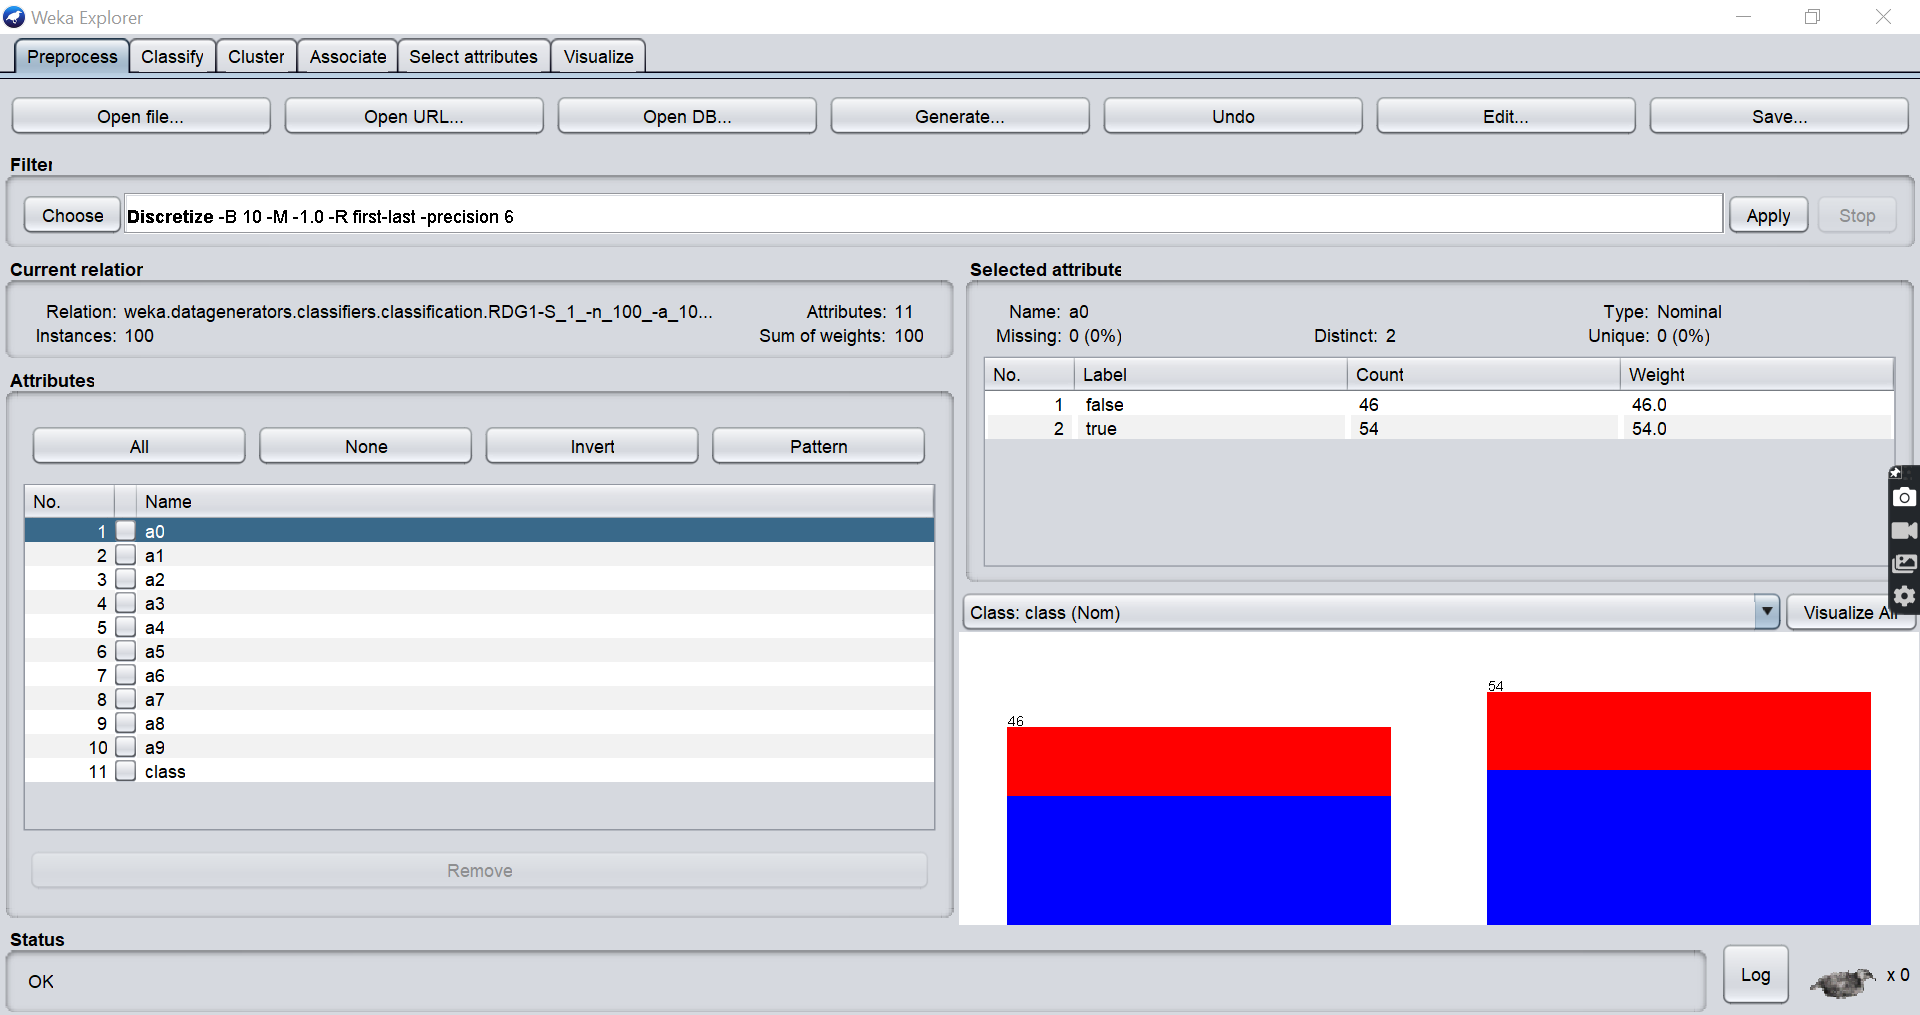 Weka Explorer
Preprocess Classify Cluster Associate Select attributes Visualize
Open file... Open URL... Open DB... Generate... Undo Edit... Save...
Filter
Choose Discretize -B 10 -M -1.0 -R first-last -precision 6 Apply Stop
Current relation
Relation: weka.datagenerators.classifiers.classification.RDG1-S_1_-n_100_-a_10... Attributes: 11
Instances: 100 Sum of weights: 100
Attributes
All None Invert Pattern
No. Name
1 a0
2 a1
3 a2
4 a3
5 a4
6 a5
7 a6
8 a7
9 a8
10 a9
11 class
Remove
Selected attribute
Name: a0 Type: Nominal
Missing: 0 (0%) Distinct: 2 Unique: 0 (0%)
No. Label Count Weight
1 false 46 46.0
2 true 54 54.0
Class: class (Nom) Visualize All
46
54
Status
OK
Log x 0